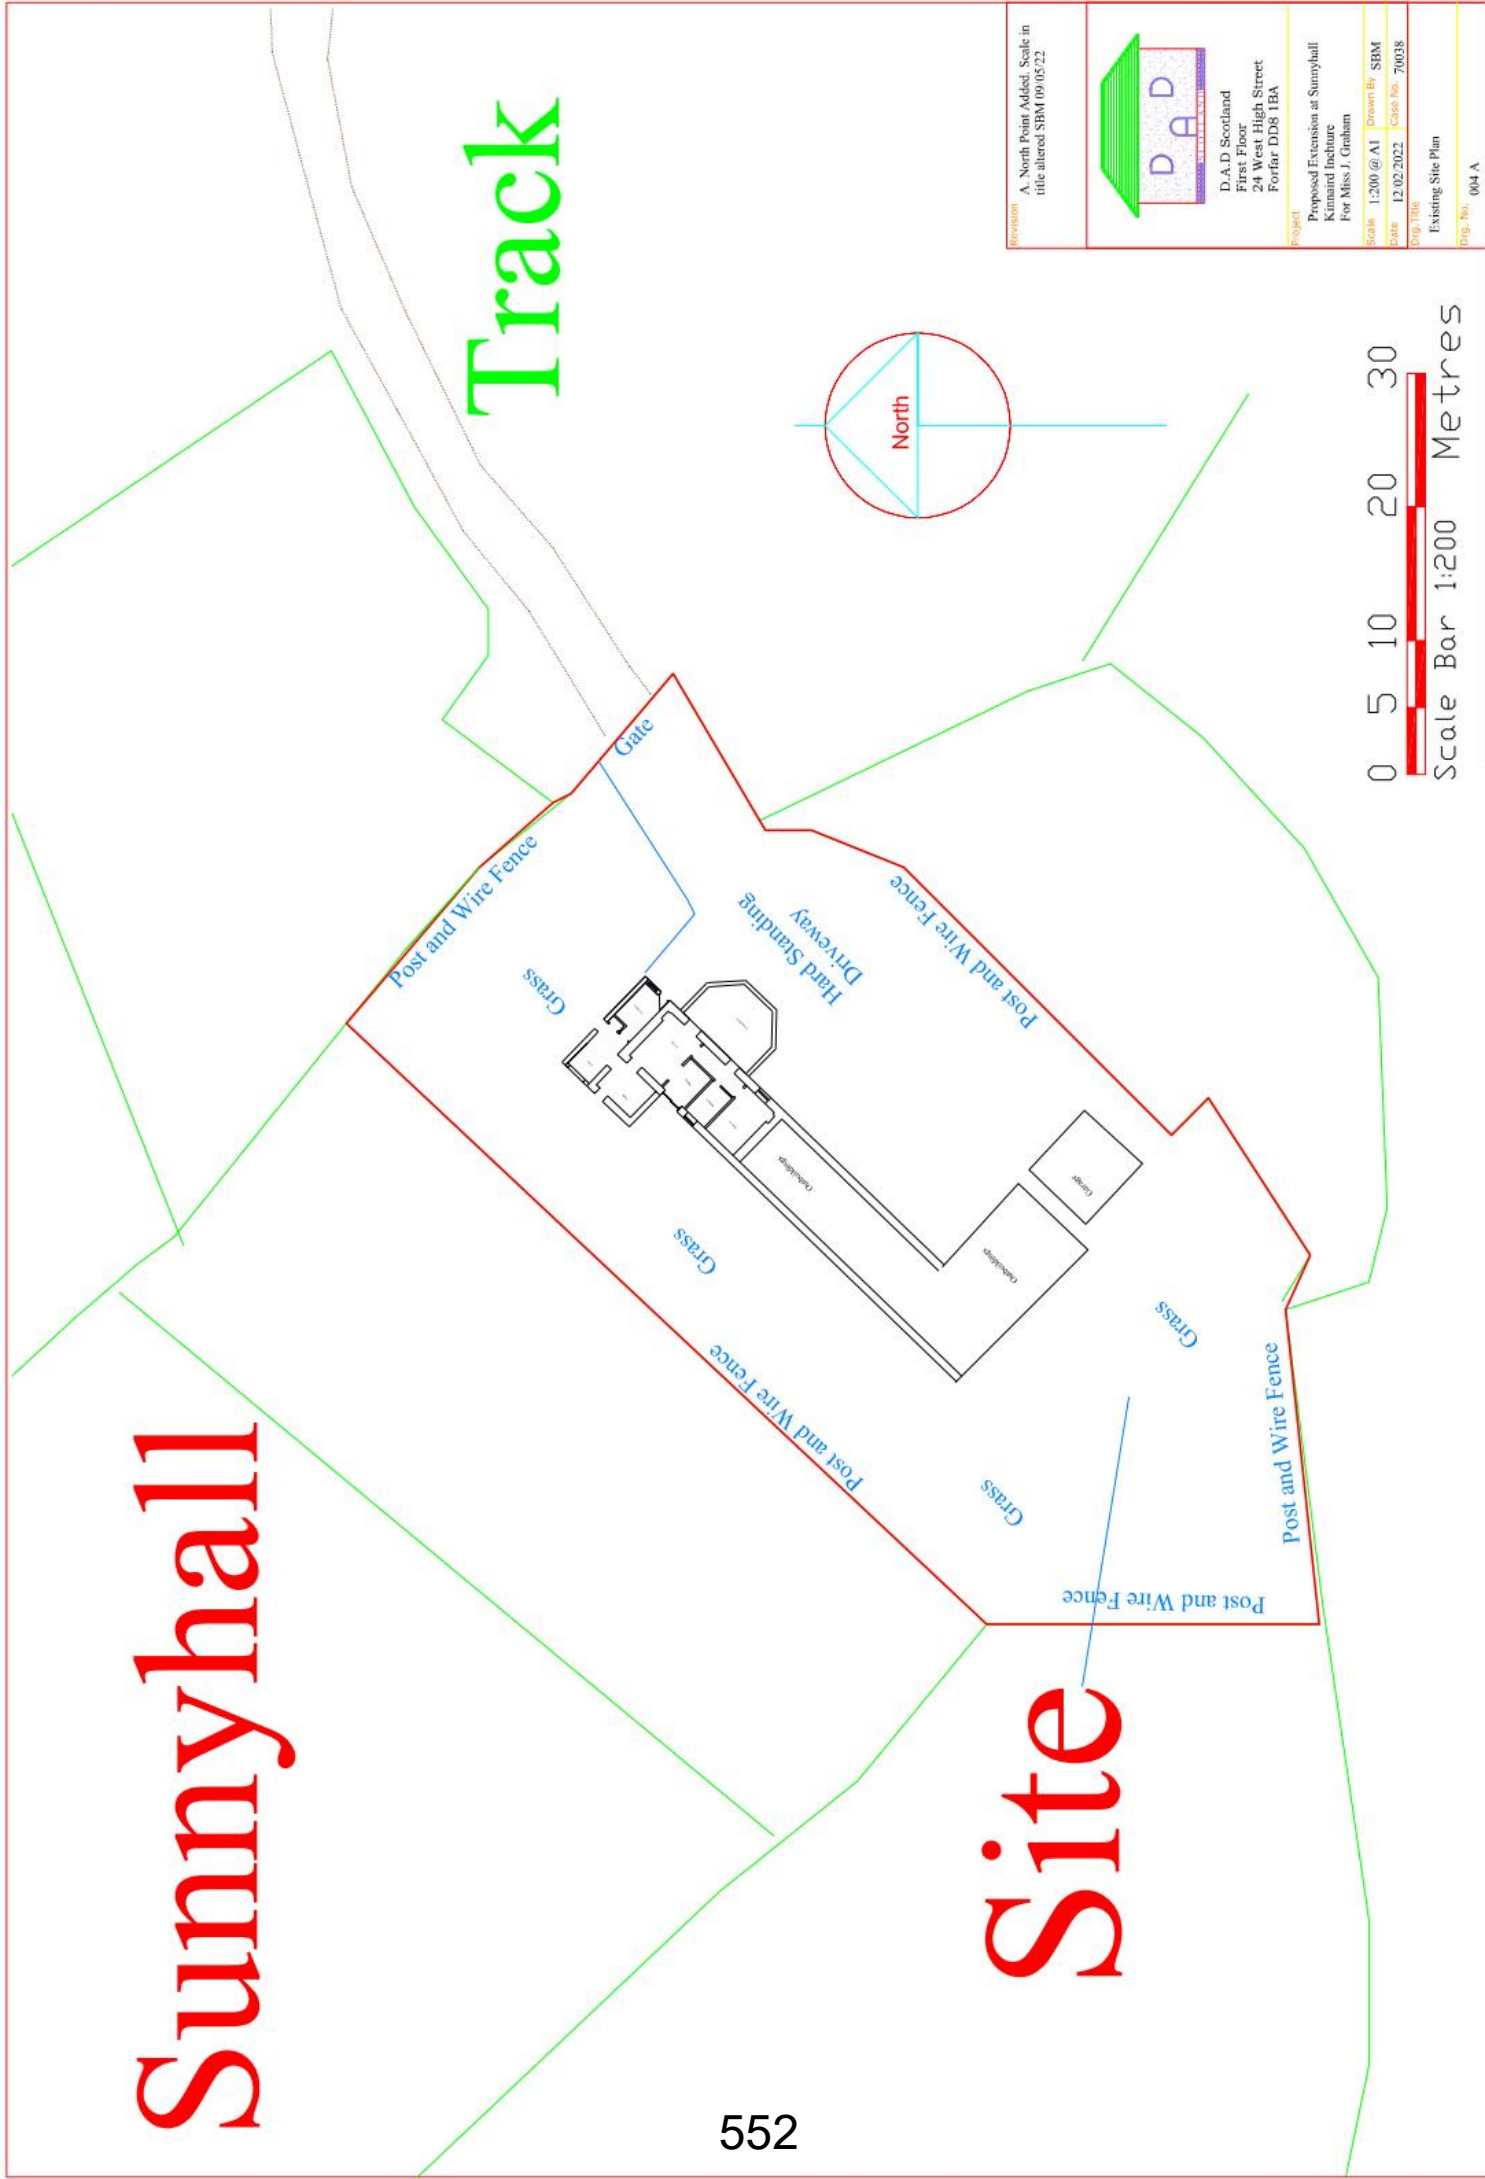 Sunnyhall
Track
Site
Gate
Post and Wire Fence
Grass
Hard Standing
Driveway
Post and Wire Fence
Outbuildings
Grass
Post and Wire Fence
Outbuildings
Garage
Grass
Grass
Post and Wire Fence
Post and Wire Fence
North
0 5 10 20 30
Scale Bar 1:200 Metres
Revision
A. North Point Added. Scale in
title altered SBM 09/05/22
D A D
SCOTLAND
D.A.D Scotland
First Floor
24 West High Street
Forfar DD8 1BA
Project
Proposed Extension at Sunnyhall
Kinnaird Inchture
For Miss J. Graham
Scale 1:200 @ A1 Drawn By SBM
Date 12/02/2022 Case No. 70038
Drg.Title
Existing Site Plan
Drg. No. 004 A
552